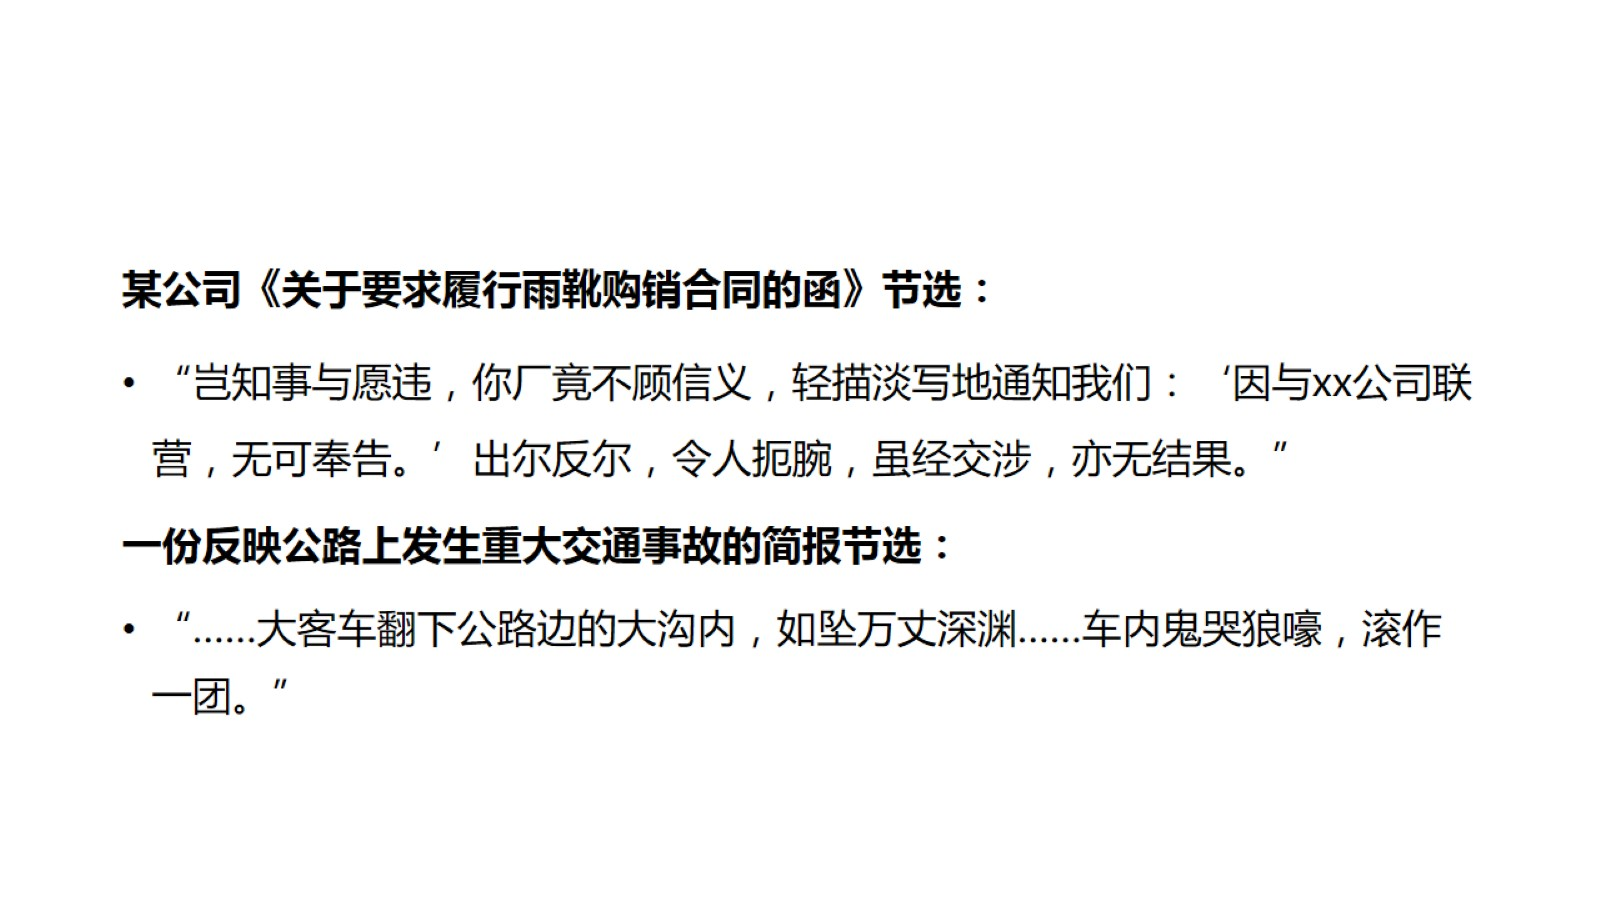 某公司《关于要求履行雨靴购销合同的函》节选：
• “岂知事与愿违，你厂竟不顾信义，轻描淡写地通知我们：‘因与xx公司联
营，无可奉告。’出尔反尔，令人扼腕，虽经交涉，亦无结果。”
一份反映公路上发生重大交通事故的简报节选：
• “……大客车翻下公路边的大沟内，如坠万丈深渊……车内鬼哭狼嚎，滚作
一团。”